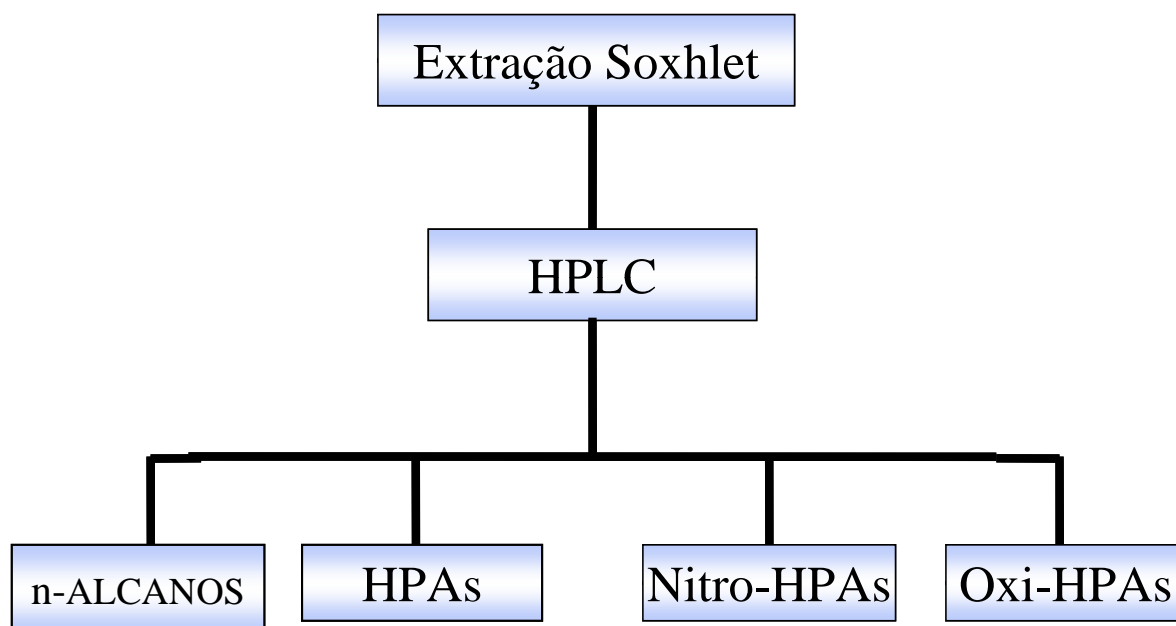 Extração Soxhlet
HPLC
n-ALCANOS
HPAs
Nitro-HPAs
Oxi-HPAs